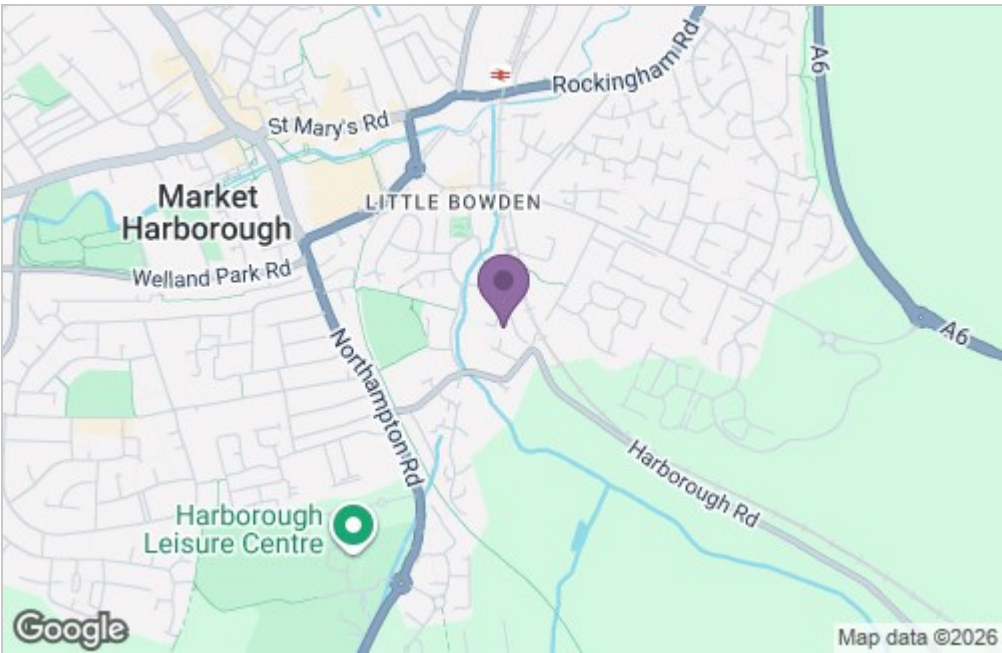 A6
Rockingham Rd
St Mary's Rd
Market
Harborough
LITTLE BOWDEN
Welland Park Rd
A6
Northampton Rd
Harborough Rd
Harborough
Leisure Centre
Google
Map data ©2026